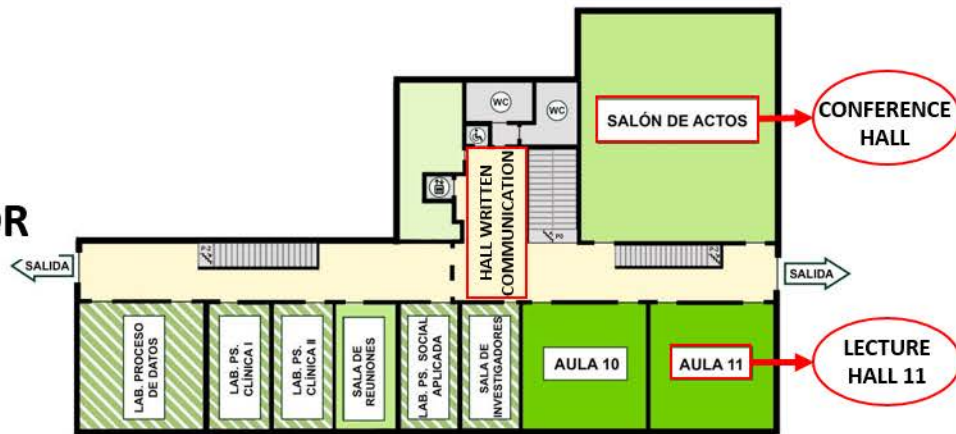 WC
WC
SALÓN DE ACTOS
CONFERENCE
HALL
HALL WRITTEN
COMMUNICATION
P0
OR
SALIDA
SALIDA
LAB. PROCESO
DE DATOS
LAB. PS.
CLÍNICA I
LAB. PS.
CLÍNICA II
SALA DE
REUNIONES
LAB. PS. SOCIAL
APLICADA
SALA DE
INVESTIGADORES
AULA 10
AULA 11
LECTURE
HALL 11